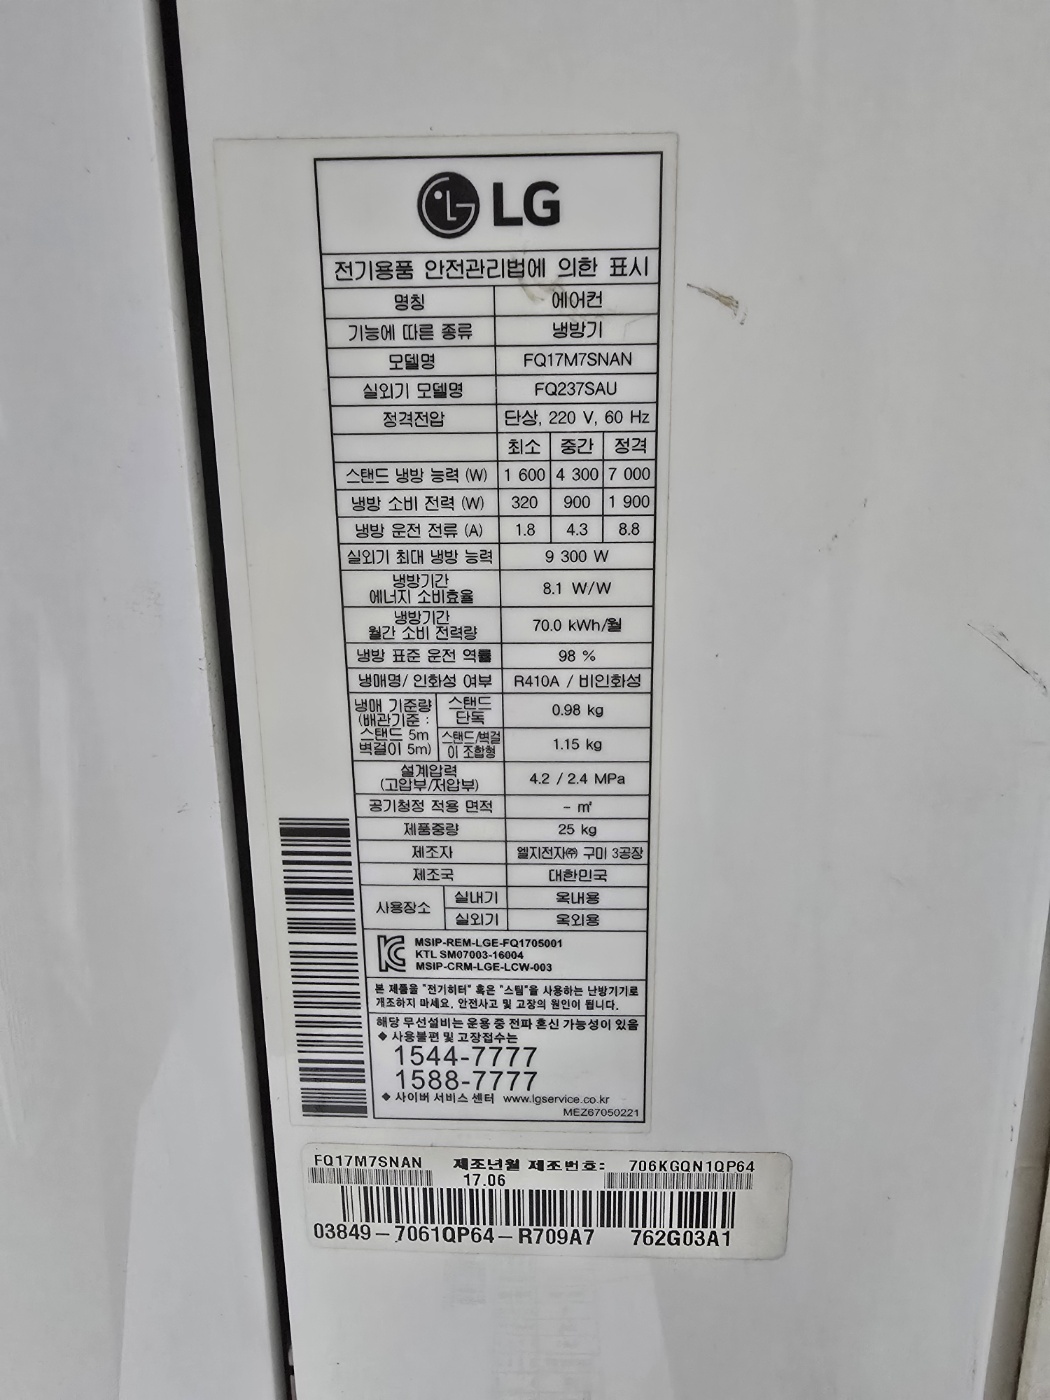 LG
전기용품 안전관리법에 의한 표시
명칭 에어컨
기능에 따른 종류 냉방기
모델명 FQ17M7SNAN
실외기 모델명 FQ237SAU
정격전압 단상, 220 V, 60 Hz
최소 중간 정격
스탠드 냉방 능력 (W) 1 600 4 300 7 000
냉방 소비 전력 (W) 320 900 1 900
냉방 운전 전류 (A) 1.8 4.3 8.8
실외기 최대 냉방 능력 9 300 W
냉방기간
에너지 소비효율 8.1 W/W
냉방기간
월간 소비 전력량 70.0 kWh/월
냉방 표준 운전 역률 98 %
냉매명/ 인화성 여부 R410A / 비인화성
냉매 기준량
(배관기준 :
스탠드 5m
벽걸이 5m)
스탠드
단독 0.98 kg
스탠드/벽걸
이 조합형 1.15 kg
설계압력
(고압부/저압부) 4.2 / 2.4 MPa
공기청정 적용 면적 - ㎡
제품중량 25 kg
제조자 엘지전자㈜ 구미 3공장
제조국 대한민국
사용장소 실내기 옥내용
실외기 옥외용
MSIP-REM-LGE-FQ1705001
KTL SM07003-16004
MSIP-CRM-LGE-LCW-003
본 제품을 "전기히터" 혹은 "스팀"을 사용하는 난방기기로
개조하지 마세요. 안전사고 및 고장의 원인이 됩니다.
해당 무선설비는 운용 중 전파 혼신 가능성이 있음
◆ 사용불편 및 고장접수는
1544-7777
1588-7777
◆ 사이버 서비스 센터 www.lgservice.co.kr
MEZ67050221
FQ17M7SNAN 제조년월 제조번호: 706KGQN1QP64
17.06
03849-7061QP64-R709A7 762G03A1